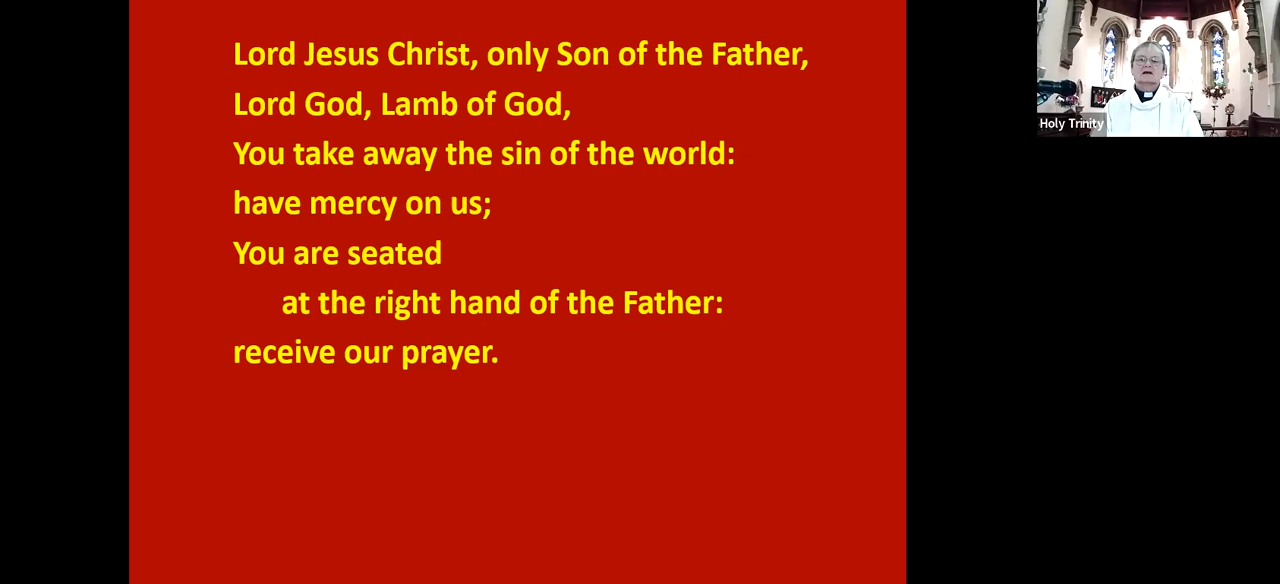 Lord Jesus Christ, only Son of the Father,
Lord God, Lamb of God,
You take away the sin of the world:
have mercy on us;
You are seated
at the right hand of the Father:
receive our prayer.
Holy Trinity